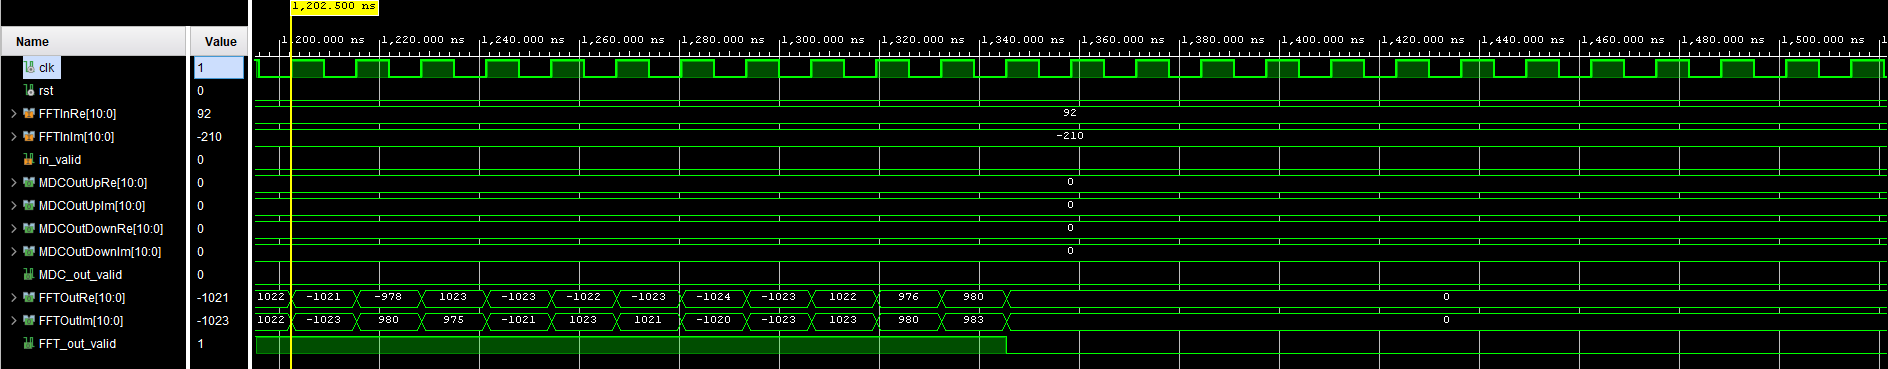 1,202.500 ns
Name Value
1,200.000 ns 1,220.000 ns 1,240.000 ns 1,260.000 ns 1,280.000 ns 1,300.000 ns 1,320.000 ns 1,340.000 ns 1,360.000 ns 1,380.000 ns 1,400.000 ns 1,420.000 ns 1,440.000 ns 1,460.000 ns 1,480.000 ns 1,500.000 ns
clk 1
rst 0
FFTInRe[10:0] 92 92
FFTInIm[10:0] -210 -210
in_valid 0
MDCOutUpRe[10:0] 0 0
MDCOutUpIm[10:0] 0 0
MDCOutDownRe[10:0] 0 0
MDCOutDownIm[10:0] 0 0
MDC_out_valid 0
FFTOutRe[10:0] -1021 1022 -1021 -978 1023 -1023 -1022 -1023 -1024 -1023 1022 976 980 0
FFTOutIm[10:0] -1023 1022 -1023 980 975 -1021 1023 1021 -1020 -1023 1023 980 983 0
FFT_out_valid 1